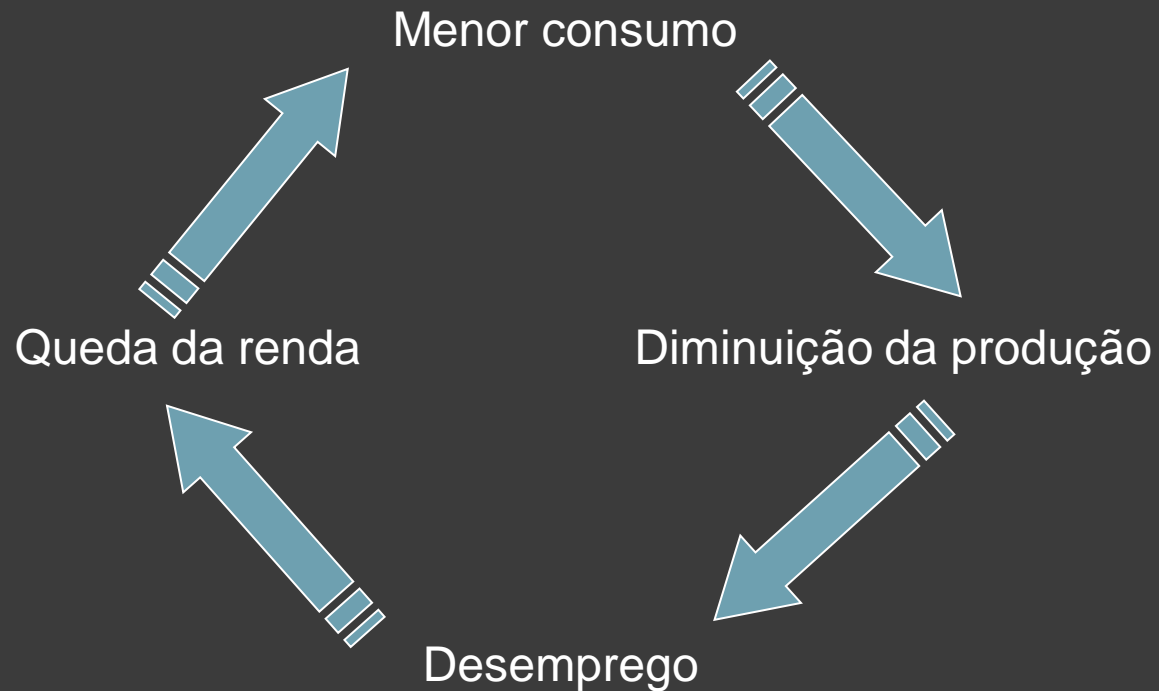 Menor consumo
Queda da renda
Diminuição da produção
Desemprego